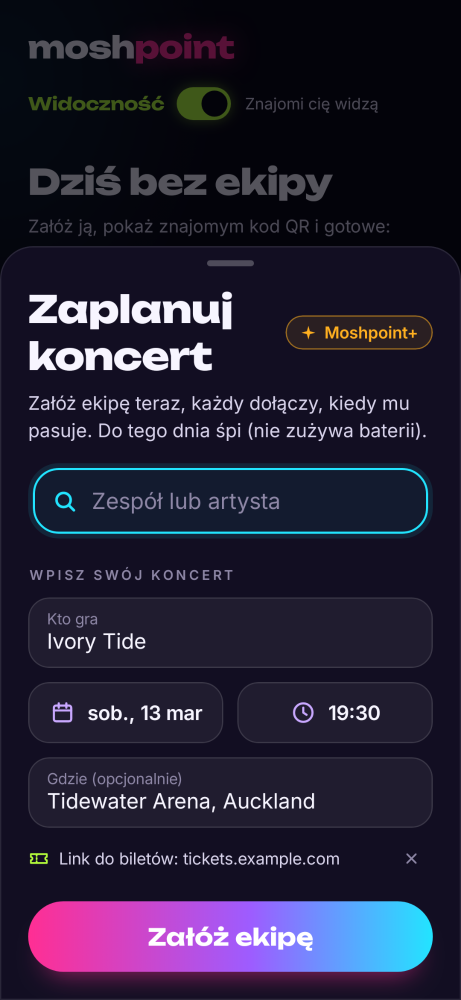 moshpoint
Widoczność
Znajomi cię widzą
Dziś bez ekipy
Załóż ją, pokaż znajomym kod QR i gotowe:
Zaplanuj
koncert
Moshpoint+
Załóż ekipę teraz, każdy dołączy, kiedy mu
pasuje. Do tego dnia śpi (nie zużywa baterii).
Zespół lub artysta
WPISZ SWÓJ KONCERT
Kto gra
Ivory Tide
sob., 13 mar
19:30
Gdzie (opcjonalnie)
Tidewater Arena, Auckland
Link do biletów: tickets.example.com
Załóż ekipę